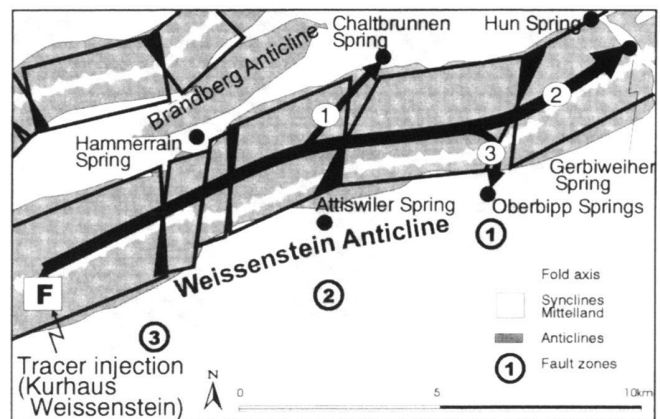 Chaltbrunnen
Spring
Hun Spring
Brandberg Anticline
Hammerrain
Spring
1
2
3
Gerbiweiher
Spring
Attiswiler Spring
Oberbipp Springs
Weissenstein Anticline
1
2
3
F
Tracer injection
(Kurhaus
Weissenstein)
N
Fold axis
Synclines
Mittelland
Anticlines
1 Fault zones
0 5 10km